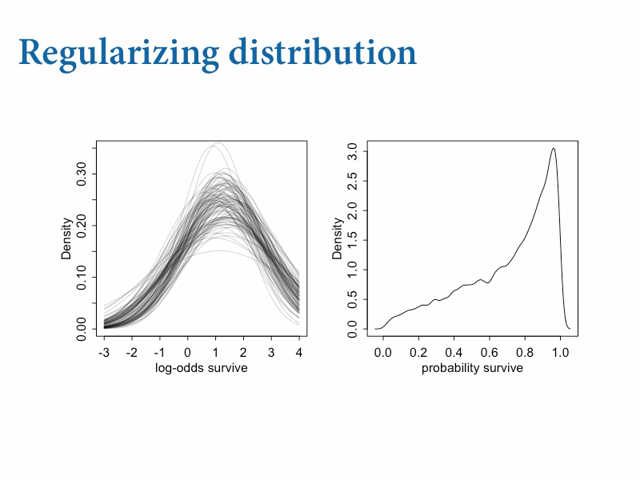 Regularizing distribution
Density
0.00 0.10 0.20 0.30
-3 -2 -1 0 1 2 3 4
log-odds survive
Density
0.0 0.5 1.0 1.5 2.0 2.5 3.0
0.0 0.2 0.4 0.6 0.8 1.0
probability survive